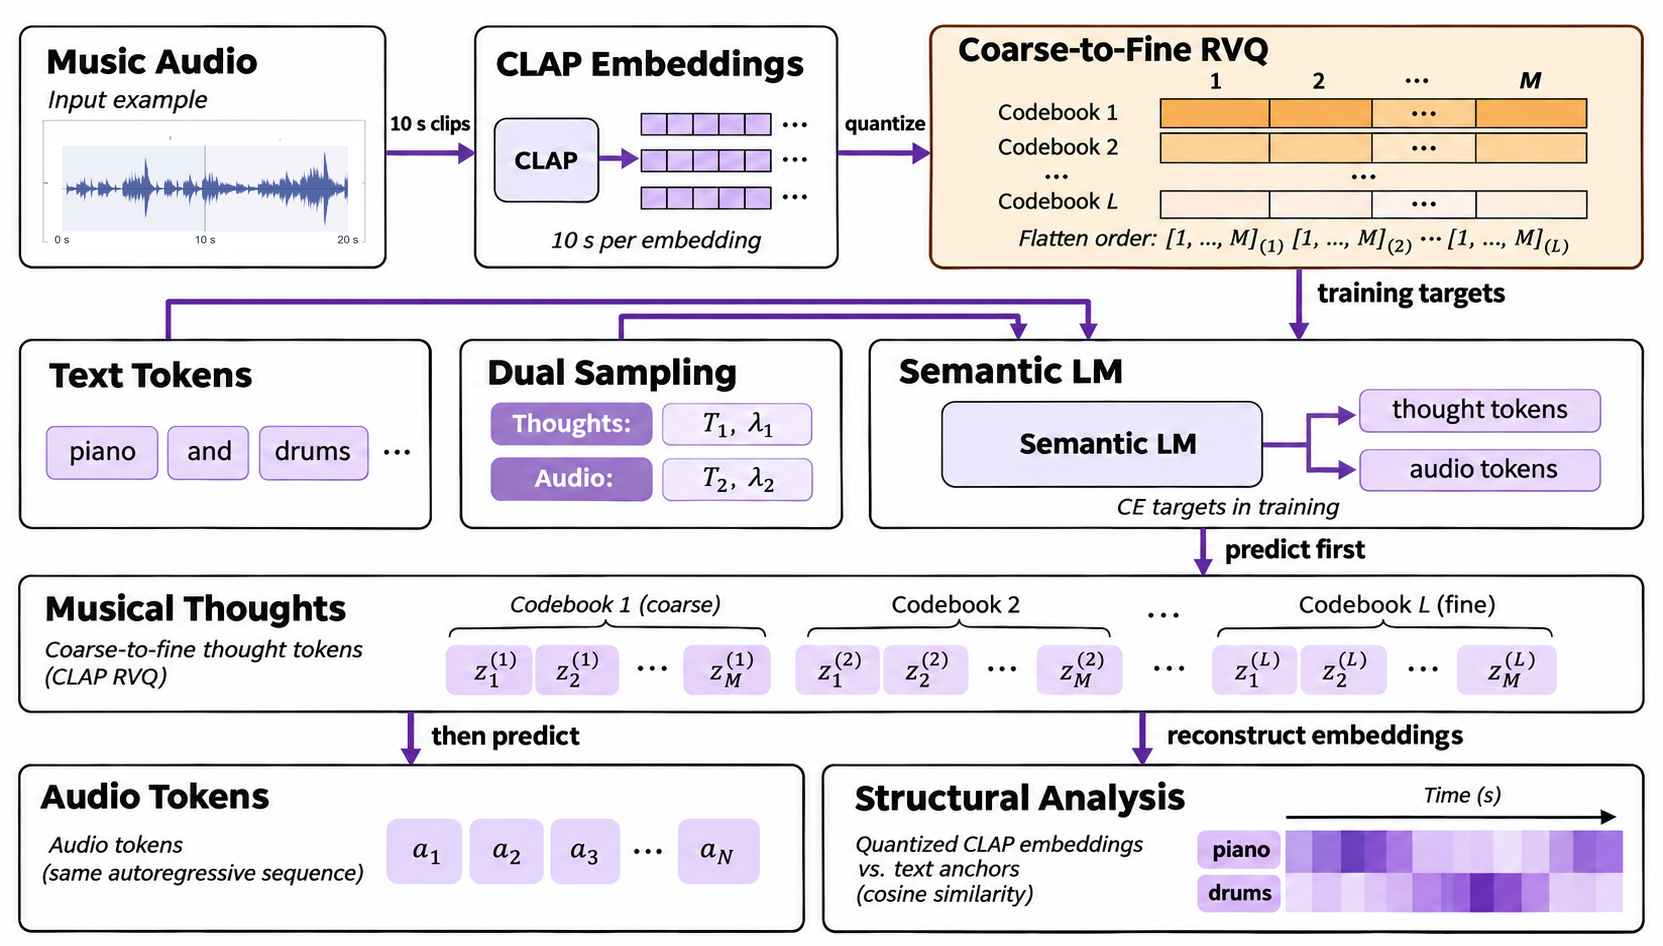 Music Audio
Input example
0 s 10 s 20 s
10 s clips
CLAP Embeddings
CLAP
...
...
...
10 s per embedding
quantize
Coarse-to-Fine RVQ
1 2 ... M
Codebook 1 ...
Codebook 2 ...
... ...
Codebook L ...
Flatten order: [1, ..., M](1) [1, ..., M](2) ... [1, ..., M](L)
training targets
Text Tokens
piano and drums ...
Dual Sampling
Thoughts: T₁, λ₁
Audio: T₂, λ₂
Semantic LM
Semantic LM
thought tokens
audio tokens
CE targets in training
predict first
Musical Thoughts
Coarse-to-fine thought tokens
(CLAP RVQ)
Codebook 1 (coarse) Codebook 2 ... Codebook L (fine)
z₁⁽¹⁾ z₂⁽¹⁾ ... z_M⁽¹⁾ z₁⁽²⁾ z₂⁽²⁾ ... z_M⁽²⁾ ... z₁^(L) z₂^(L) ... z_M^(L)
then predict
reconstruct embeddings
Audio Tokens
Audio tokens
(same autoregressive sequence)
a₁ a₂ a₃ ... a_N
Structural Analysis
Quantized CLAP embeddings
vs. text anchors
(cosine similarity)
Time (s)
piano
drums